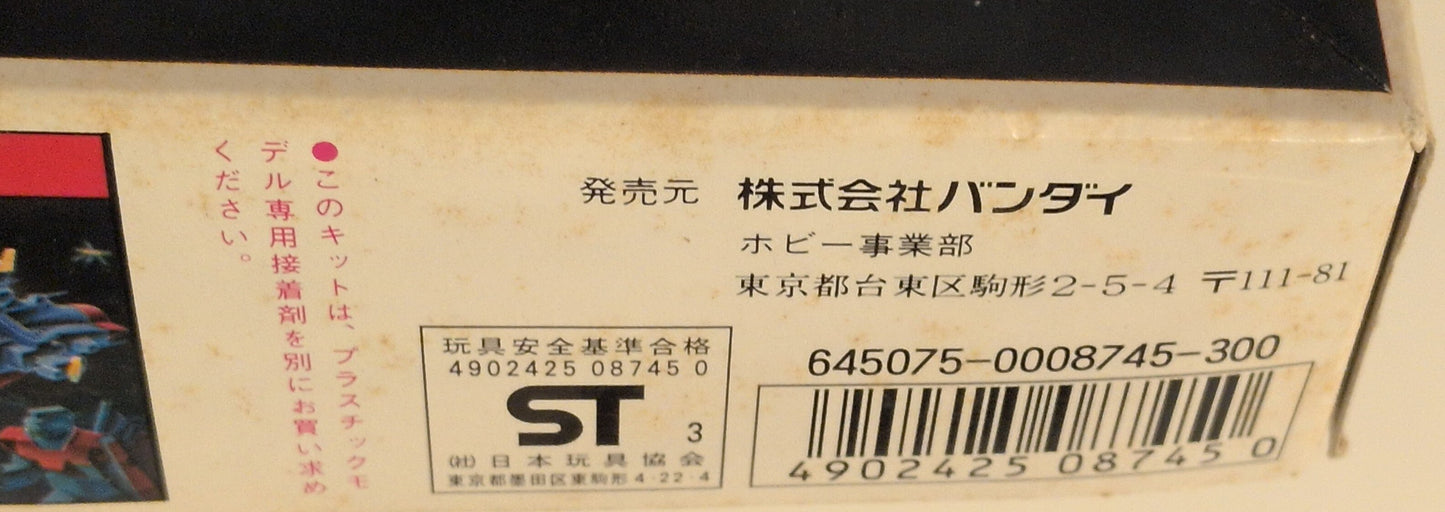 ●このキットは、プラスチックモ
デル専用接着剤を別にお買い求め
ください。
発売元 株式会社バンダイ
ホビー事業部
東京都台東区駒形2-5-4 〒111-81
玩具安全基準合格
4902425 08745 0
ST 3
㈳日本玩具協会
東京都墨田区東駒形4-22-4
645075-0008745-300
4902425 087450